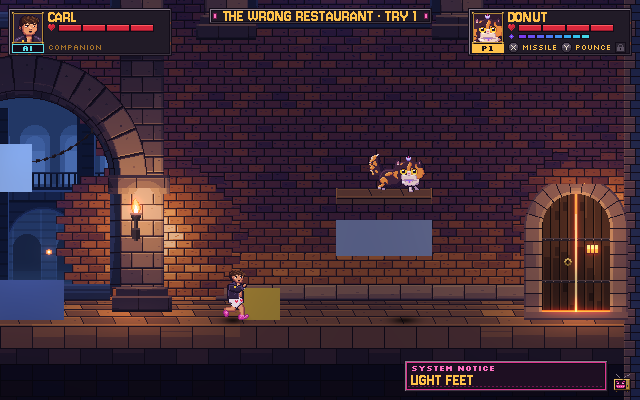 CARL
AI COMPANION
THE WRONG RESTAURANT · TRY 1
DONUT
P1 X MISSILE Y POUNCE
SYSTEM NOTICE
LIGHT FEET